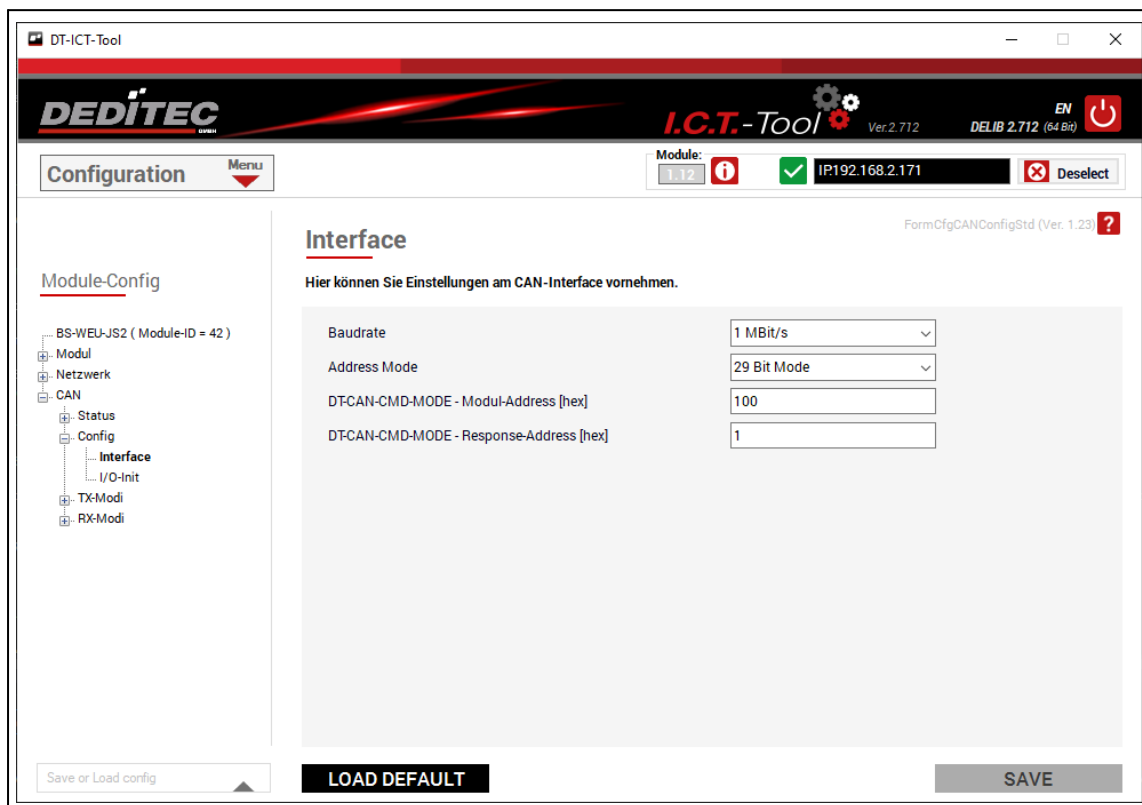 DT-ICT-Tool
DEDITEC
GMBH
I.C.T.-Tool
Ver.2.712
EN
DELIB 2.712 (64 Bit)
Configuration
Menu
Module:
1.12
IP.192.168.2.171
Deselect
FormCfgCANConfigStd (Ver. 1.23)
?
Interface
Module-Config
Hier können Sie Einstellungen am CAN-Interface vornehmen.
BS-WEU-JS2 ( Module-ID = 42 )
Modul
Netzwerk
CAN
Status
Config
Interface
I/O-Init
TX-Modi
RX-Modi
Baudrate
1 MBit/s
Address Mode
29 Bit Mode
DT-CAN-CMD-MODE - Modul-Address [hex]
100
DT-CAN-CMD-MODE - Response-Address [hex]
1
Save or Load config
LOAD DEFAULT
SAVE